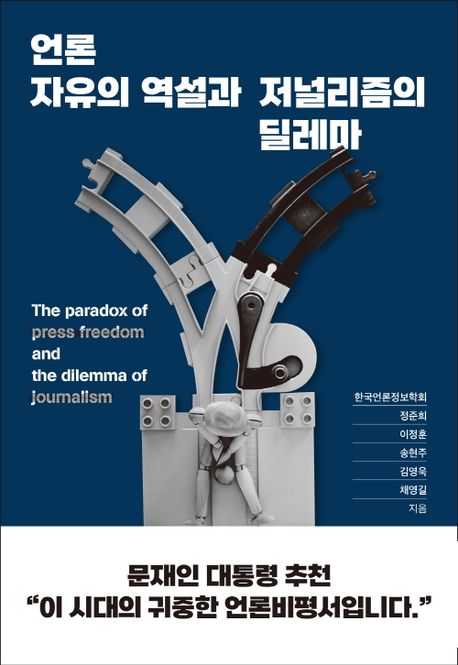 언론
자유의 역설과 저널리즘의
딜레마
The paradox of
press freedom
and
the dilemma of
journalism
한국언론정보학회
정준희
이정훈
송현주
김영욱
채영길
지음
문재인 대통령 추천
“이 시대의 귀중한 언론비평서입니다.”